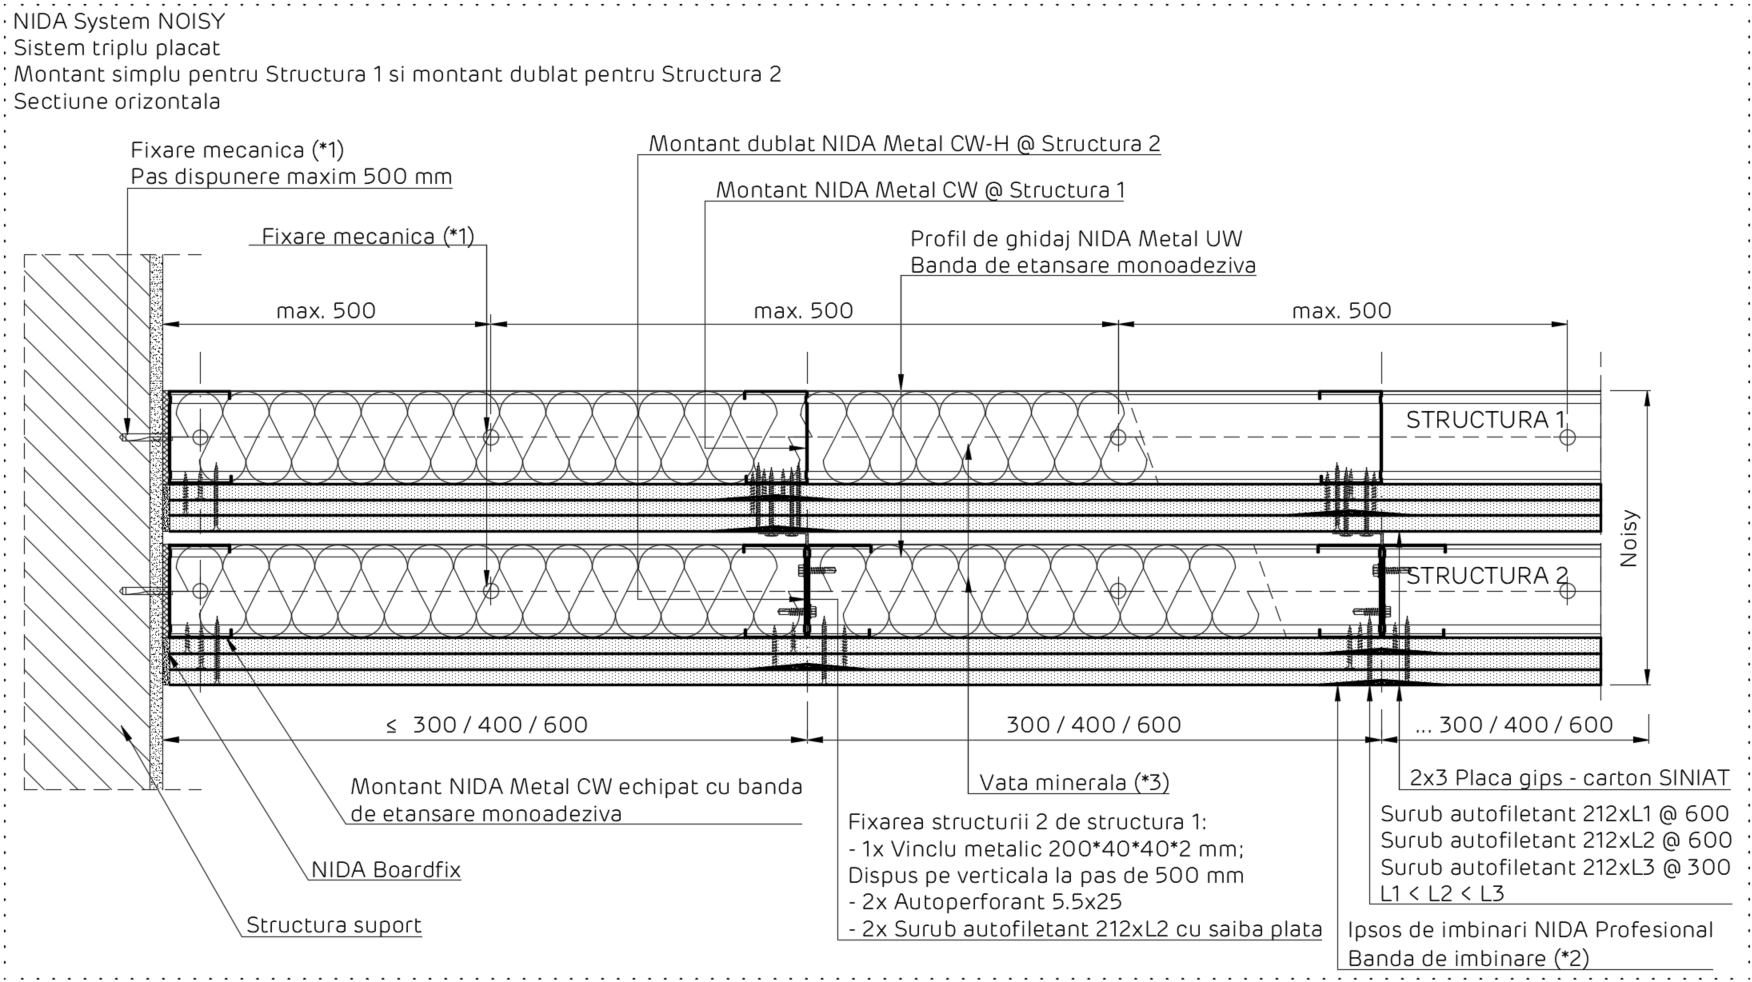 NIDA System NOISY
Sistem triplu placat
Montant simplu pentru Structura 1 si montant dublat pentru Structura 2
Sectiune orizontala
Fixare mecanica (*1)
Pas dispunere maxim 500 mm
Montant dublat NIDA Metal CW-H @ Structura 2
Montant NIDA Metal CW @ Structura 1
Fixare mecanica (*1)
Profil de ghidaj NIDA Metal UW
Banda de etansare monoadeziva
max. 500
max. 500
max. 500
STRUCTURA 1
Noisy
STRUCTURA 2
≤ 300 / 400 / 600
300 / 400 / 600
... 300 / 400 / 600
Montant NIDA Metal CW echipat cu banda
de etansare monoadeziva
Vata minerala (*3)
2x3 Placa gips - carton SINIAT
Fixarea structurii 2 de structura 1:
- 1x Vinclu metalic 200*40*40*2 mm;
Dispus pe verticala la pas de 500 mm
- 2x Autoperforant 5.5x25
- 2x Surub autofiletant 212xL2 cu saiba plata
Surub autofiletant 212xL1 @ 600
Surub autofiletant 212xL2 @ 600
Surub autofiletant 212xL3 @ 300
L1 < L2 < L3
NIDA Boardfix
Structura suport
Ipsos de imbinari NIDA Profesional
Banda de imbinare (*2)